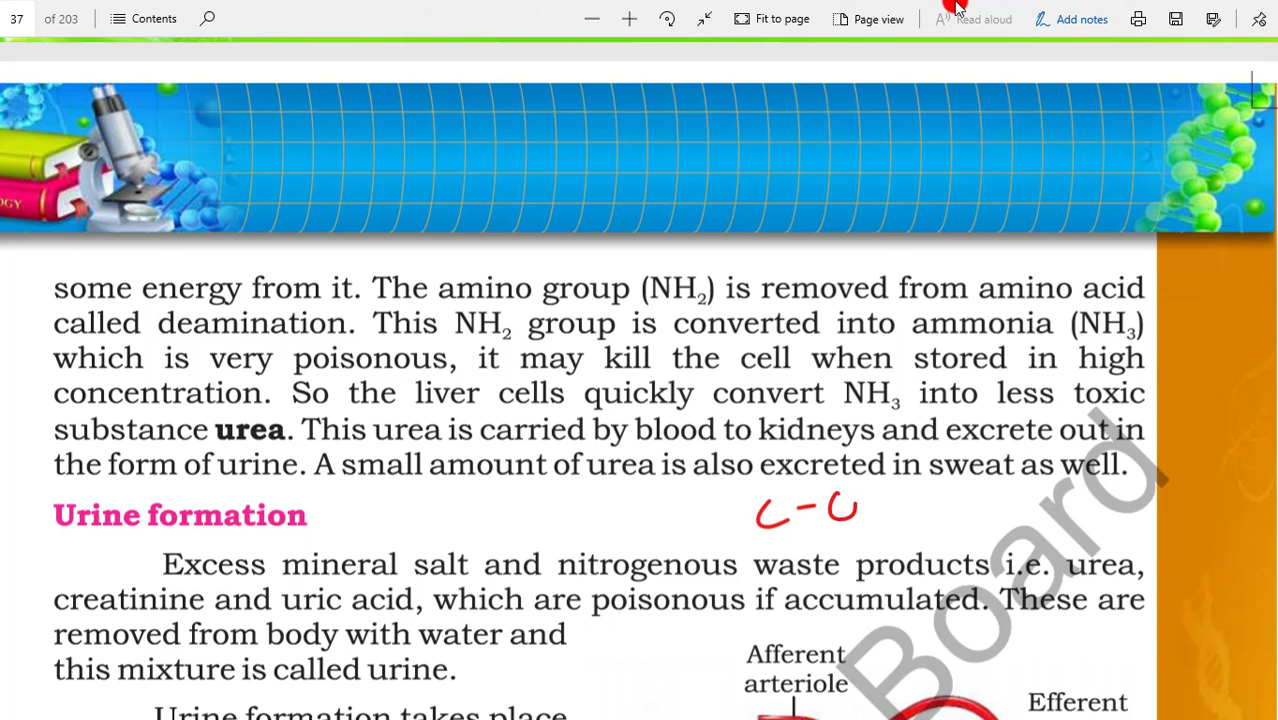 37 of 203 Contents Fit to page Page view Read aloud Add notes
OGY
some energy from it. The amino group (NH₂) is removed from amino acid
called deamination. This NH₂ group is converted into ammonia (NH₃)
which is very poisonous, it may kill the cell when stored in high
concentration. So the liver cells quickly convert NH₃ into less toxic
substance urea. This urea is carried by blood to kidneys and excrete out in
the form of urine. A small amount of urea is also excreted in sweat as well.
Urine formation
Excess mineral salt and nitrogenous waste products i.e. urea,
creatinine and uric acid, which are poisonous if accumulated. These are
removed from body with water and
this mixture is called urine.
Urine formation takes place
Afferent
arteriole
Efferent
Board